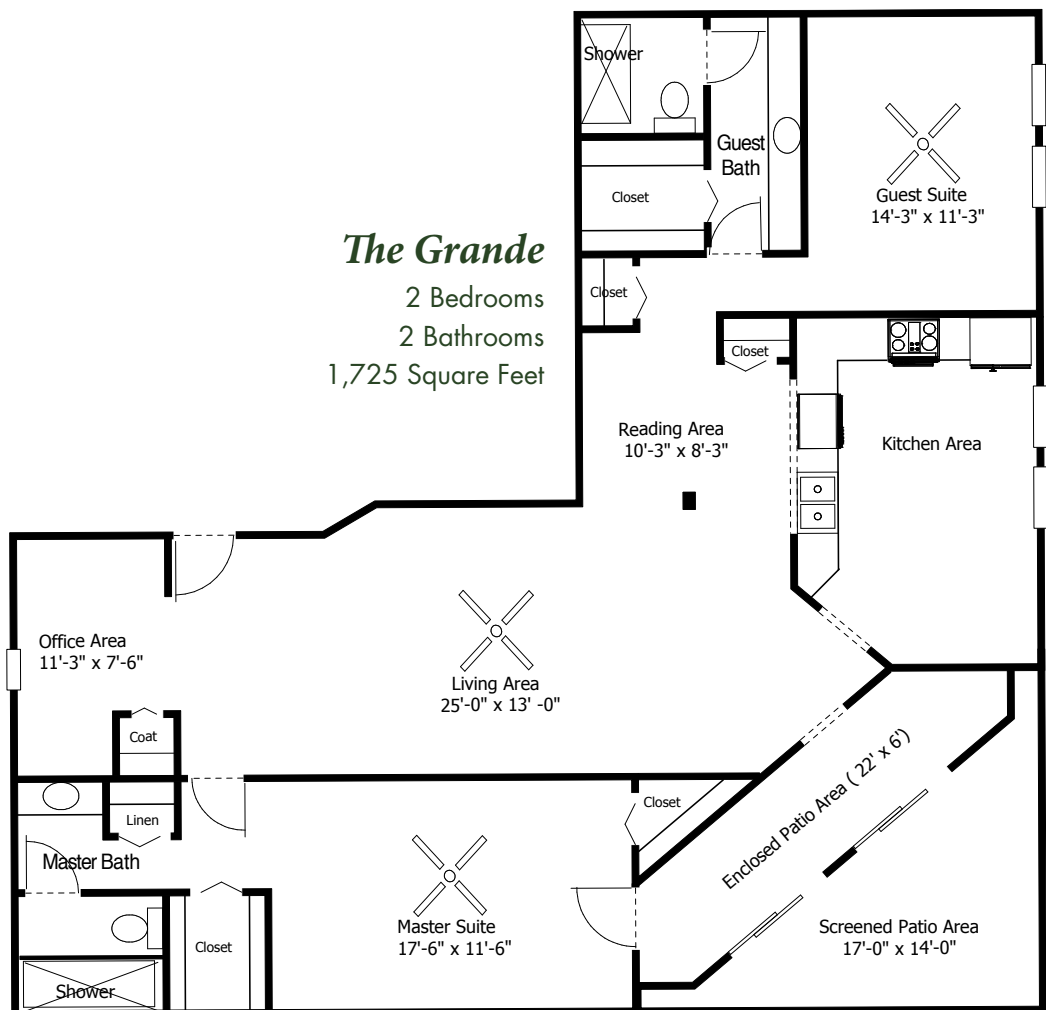 Shower
Guest
Bath
Closet
Guest Suite
14'-3" x 11'-3"
The Grande
2 Bedrooms
2 Bathrooms
1,725 Square Feet
Closet
Closet
Reading Area
10'-3" x 8'-3"
Kitchen Area
Office Area
11'-3" x 7'-6"
Living Area
25'-0" x 13' -0"
Coat
Linen
Closet
Enclosed Patio Area ( 22' x 6')
Master Bath
Master Suite
17'-6" x 11'-6"
Screened Patio Area
17'-0" x 14'-0"
Closet
Shower